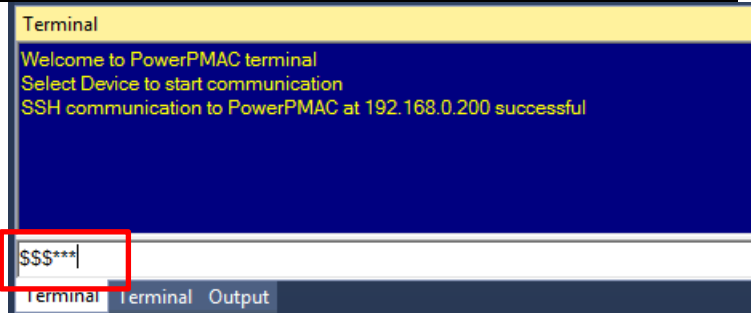 Terminal
Welcome to PowerPMAC terminal
Select Device to start communication
SSH communication to PowerPMAC at 192.168.0.200 successful
$$$***
Terminal Terminal Output